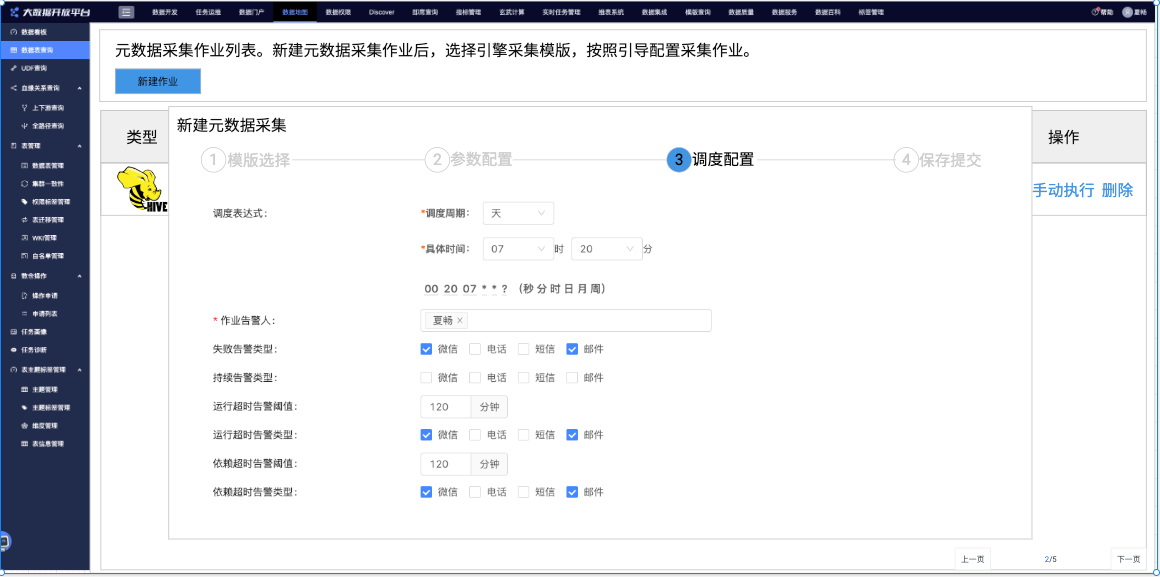 大数据开放平台 数据开发 任务运维 数据门户 数据地图 数据权限 Discover 即席查询 指标管理 玄武计算 实时任务管理 维表系统 数据集成 模版查询 数据质量 数据服务 数据百科 标签管理 帮助 夏畅
数据看板
数据表查询
UDF查询
血缘关系查询
上下游查询
全路径查询
表管理
数据表管理
集群一致性
权限标签管理
表迁移管理
WIKI管理
白名单管理
数仓操作
操作申请
申请列表
任务画像
任务诊断
表主题标签管理
主题管理
主题标签管理
维度管理
表信息管理
元数据采集作业列表。新建元数据采集作业后，选择引擎采集模版，按照引导配置采集作业。
新建作业
类型
操作
HIVE
手动执行 删除
新建元数据采集
1 模版选择 2 参数配置 3 调度配置 4 保存提交
调度表达式：
*调度周期： 天
*具体时间： 07 时 20 分
00 20 07 * * ? （秒 分 时 日 月 周）
* 作业告警人： 夏畅 ×
失败告警类型： 微信 电话 短信 邮件
持续告警类型： 微信 电话 短信 邮件
运行超时告警阈值： 120 分钟
运行超时告警类型： 微信 电话 短信 邮件
依赖超时告警阈值： 120 分钟
依赖超时告警类型： 微信 电话 短信 邮件
上一页 2/5 下一页